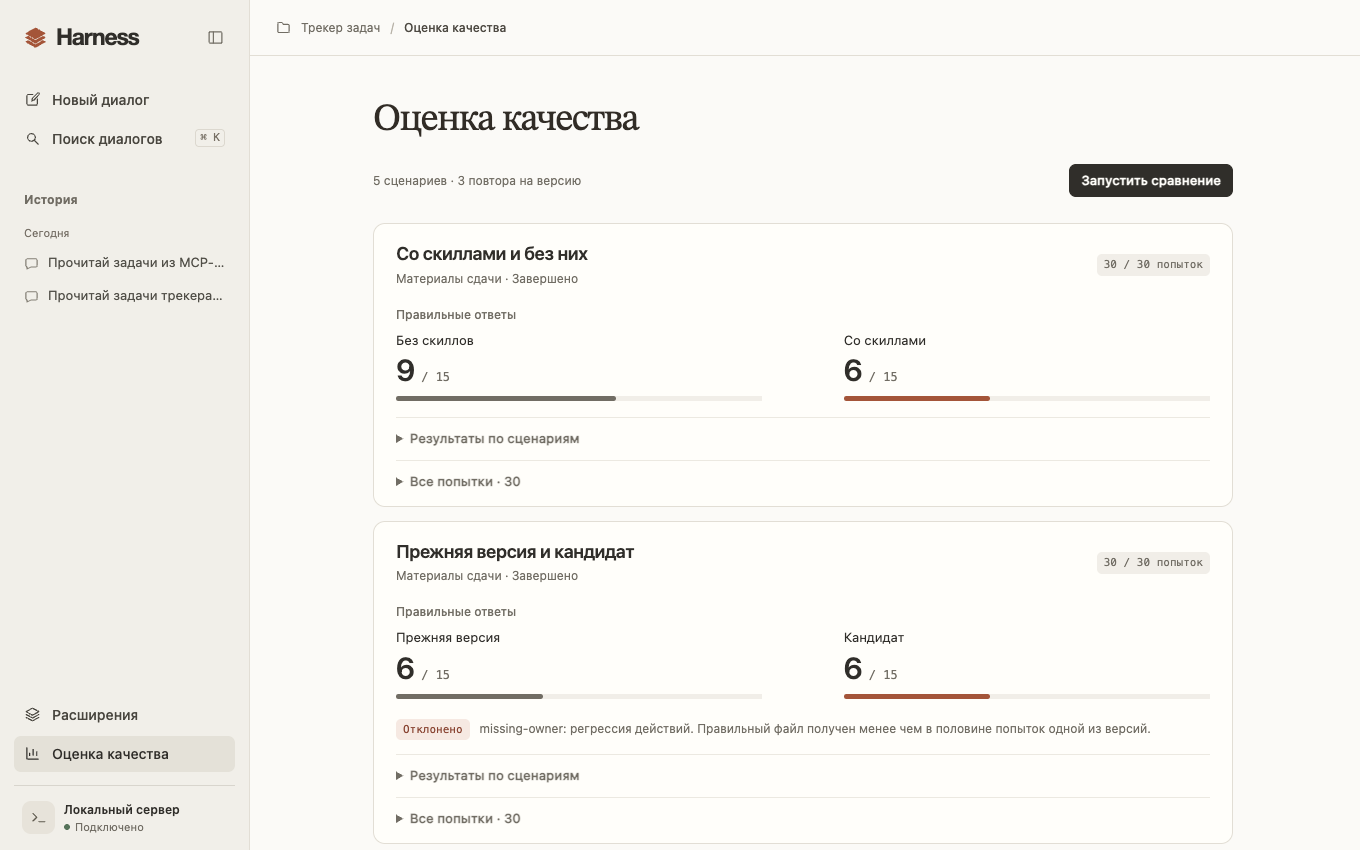 Harness
Новый диалог
Поиск диалогов ⌘ K
История
Сегодня
Прочитай задачи из MCP-...
Прочитай задачи трекера...
Расширения
Оценка качества
Локальный сервер
Подключено
Трекер задач / Оценка качества
Оценка качества
5 сценариев · 3 повтора на версию
Запустить сравнение
Со скиллами и без них
Материалы сдачи · Завершено
30 / 30 попыток
Правильные ответы
Без скиллов
9 / 15
Со скиллами
6 / 15
Результаты по сценариям
Все попытки · 30
Прежняя версия и кандидат
Материалы сдачи · Завершено
30 / 30 попыток
Правильные ответы
Прежняя версия
6 / 15
Кандидат
6 / 15
Отклонено missing-owner: регрессия действий. Правильный файл получен менее чем в половине попыток одной из версий.
Результаты по сценариям
Все попытки · 30